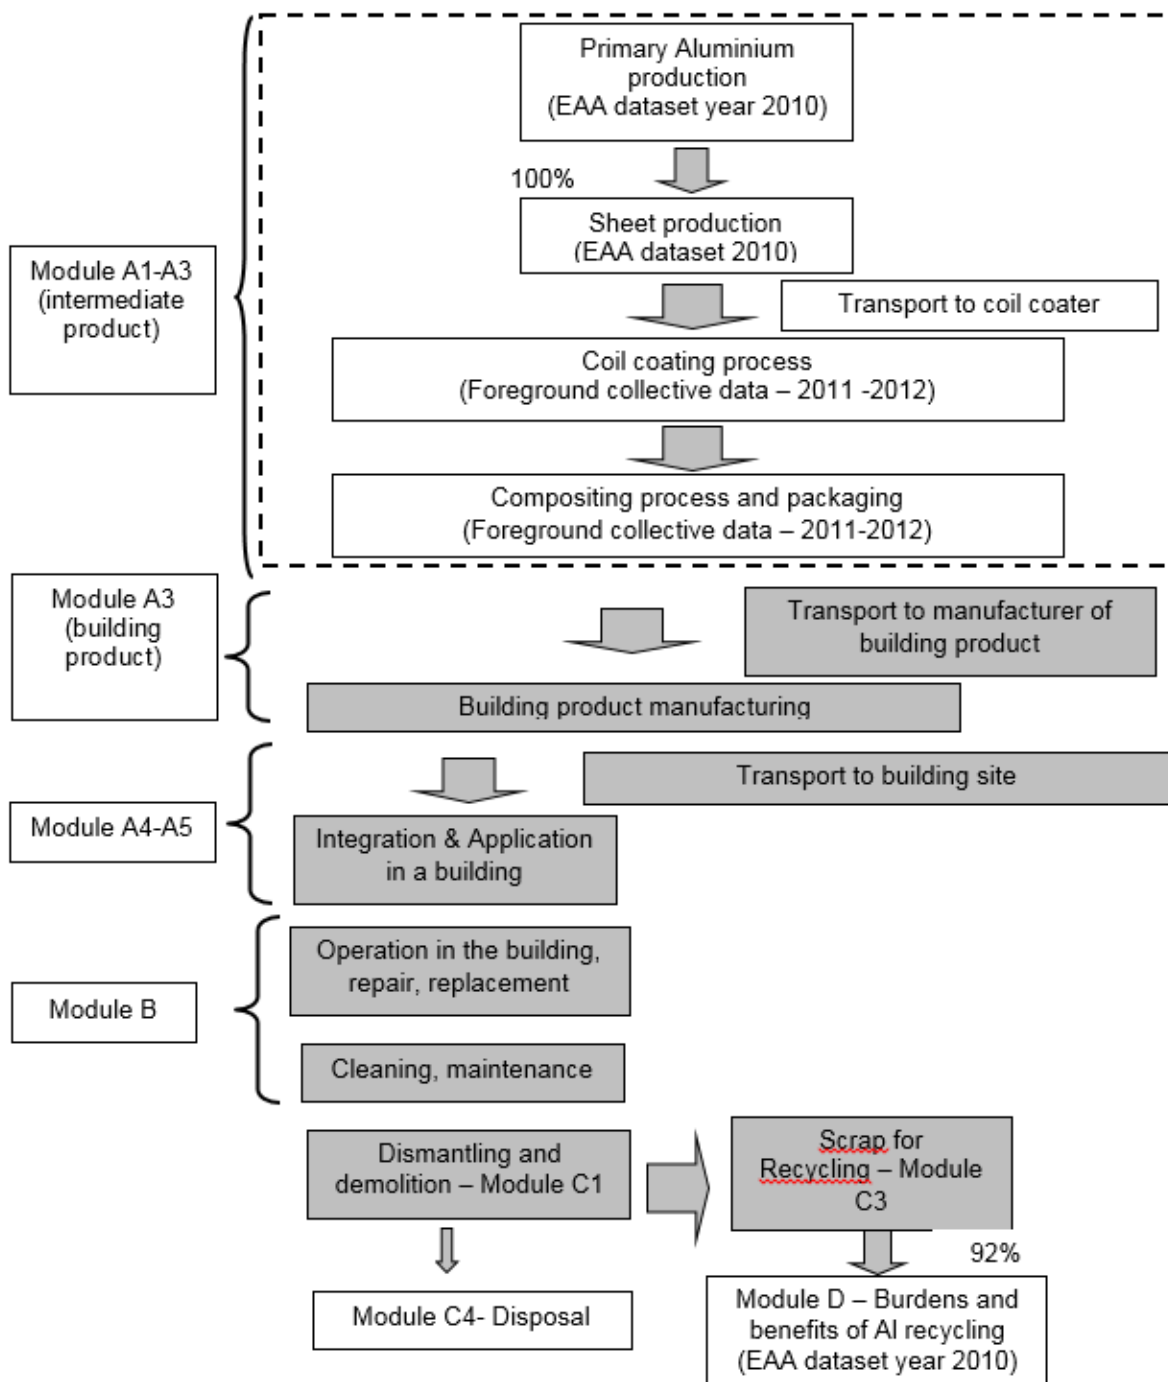 Primary Aluminium
production
(EAA dataset year 2010)
100%
Sheet production
(EAA dataset 2010)
Module A1-A3
(intermediate
product)
Transport to coil coater
Coil coating process
(Foreground collective data – 2011 -2012)
Compositing process and packaging
(Foreground collective data – 2011-2012)
Module A3
(building
product)
Transport to manufacturer of
building product
Building product manufacturing
Transport to building site
Module A4-A5
Integration & Application
in a building
Operation in the building,
repair, replacement
Module B
Cleaning, maintenance
Dismantling and
demolition – Module C1
Scrap for
Recycling – Module
C3
92%
Module C4- Disposal
Module D – Burdens and
benefits of Al recycling
(EAA dataset year 2010)